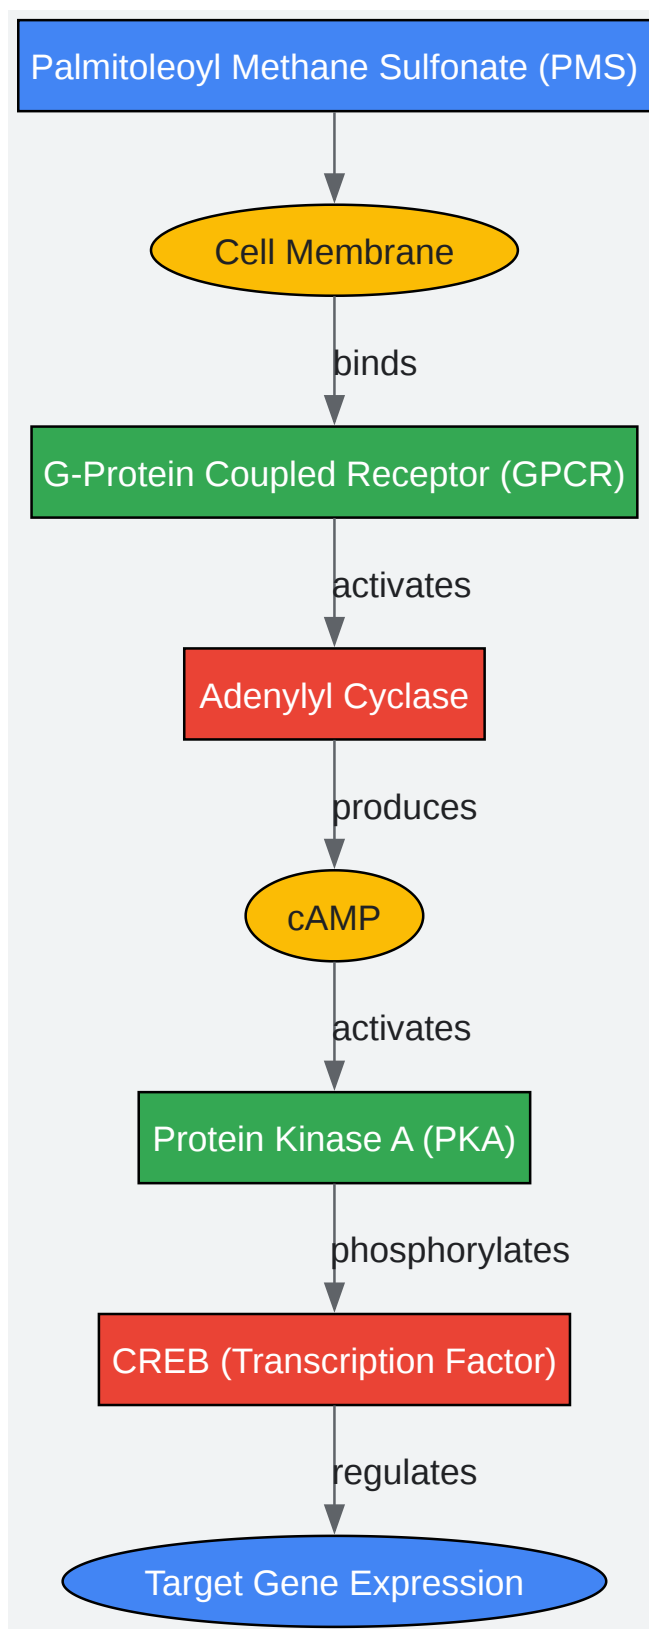 Palmitoleoyl Methane Sulfonate (PMS)
Cell Membrane
binds
G-Protein Coupled Receptor (GPCR)
activates
Adenylyl Cyclase
produces
cAMP
activates
Protein Kinase A (PKA)
phosphorylates
CREB (Transcription Factor)
regulates
Target Gene Expression